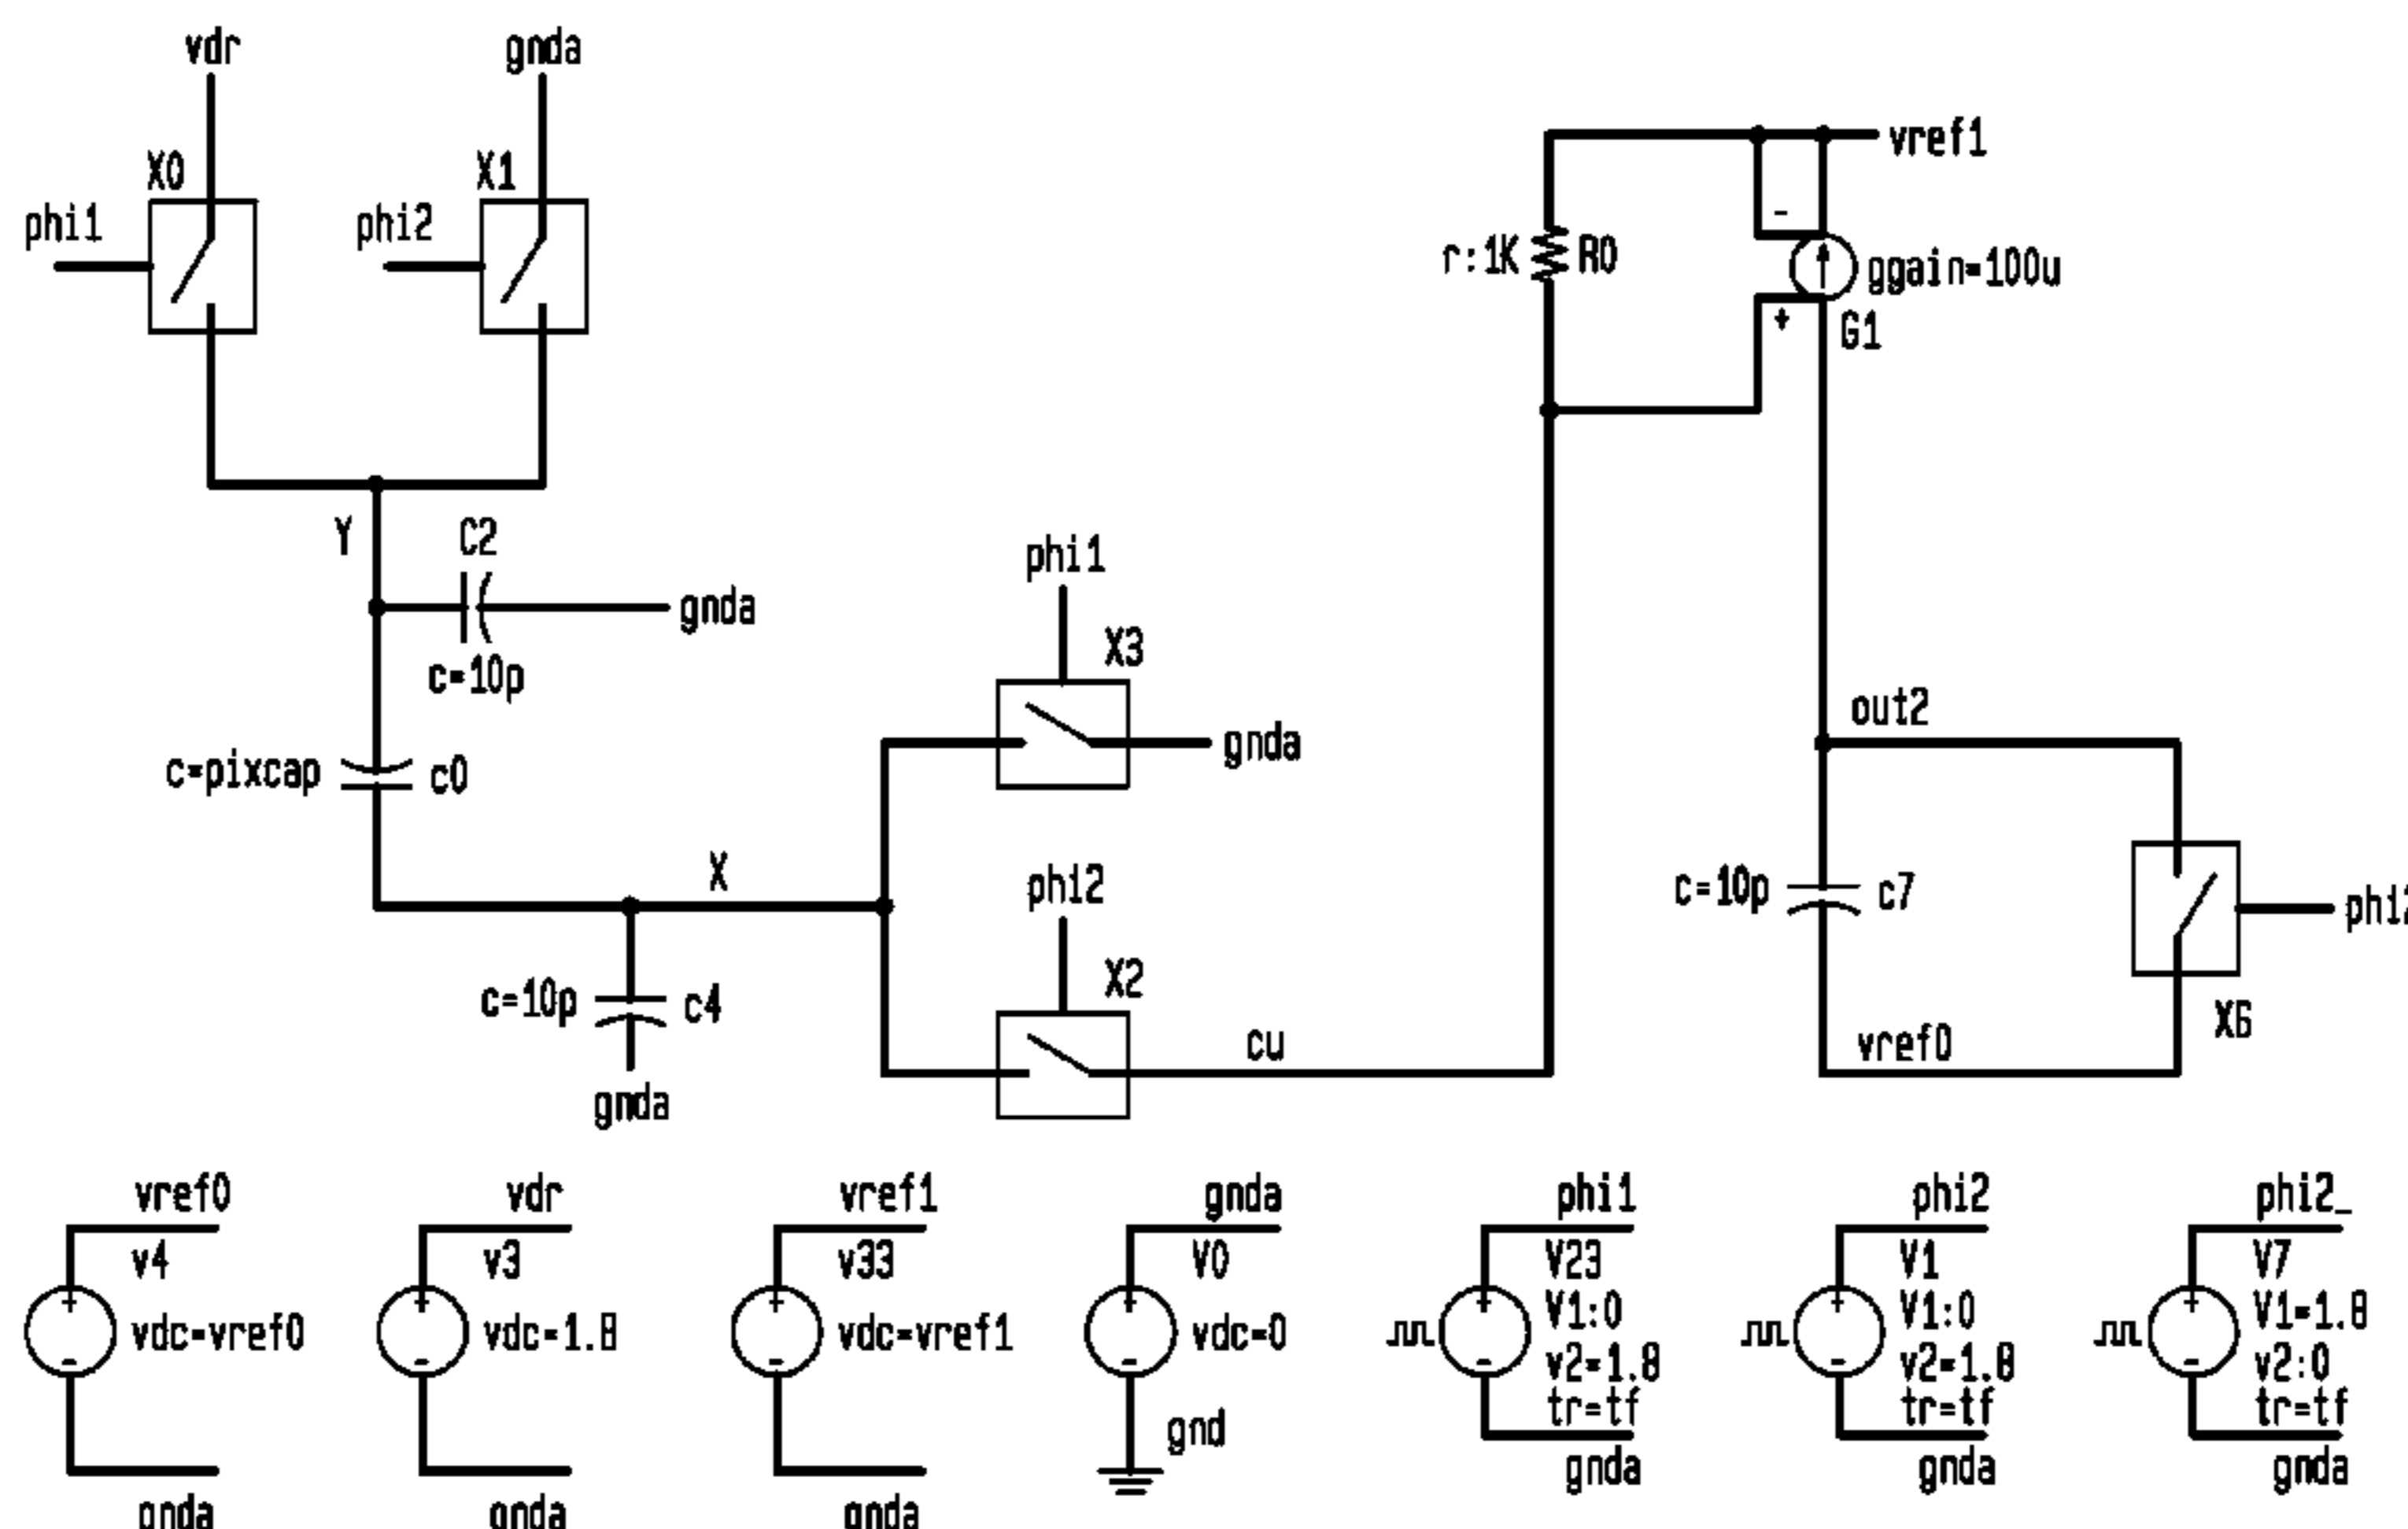 vdr
gnda
X0
X1
phi1
phi2
vref1
r:1K
R0
-
+
ggain=100u
G1
Y
C2
gnda
c=10p
c=pixcap
c0
phi1
X3
gnda
X
phi2
X2
cu
c=10p
c4
gnda
out2
c=10p
c7
X6
vref0
vref0
v4
+
vdc=vref0
-
gnda
vdr
v3
+
vdc=1.8
-
gnda
vref1
v33
+
vdc=vref1
-
gnda
gnda
V0
+
vdc=0
-
gnd
phi1
V23
+
V1:0
v2=1.8
-
tr=tf
gnda
phi2
V1
+
V1:0
v2=1.8
-
tr=tf
gnda
phi2_
V7
+
V1=1.8
v2:0
-
tr=tf
gnda